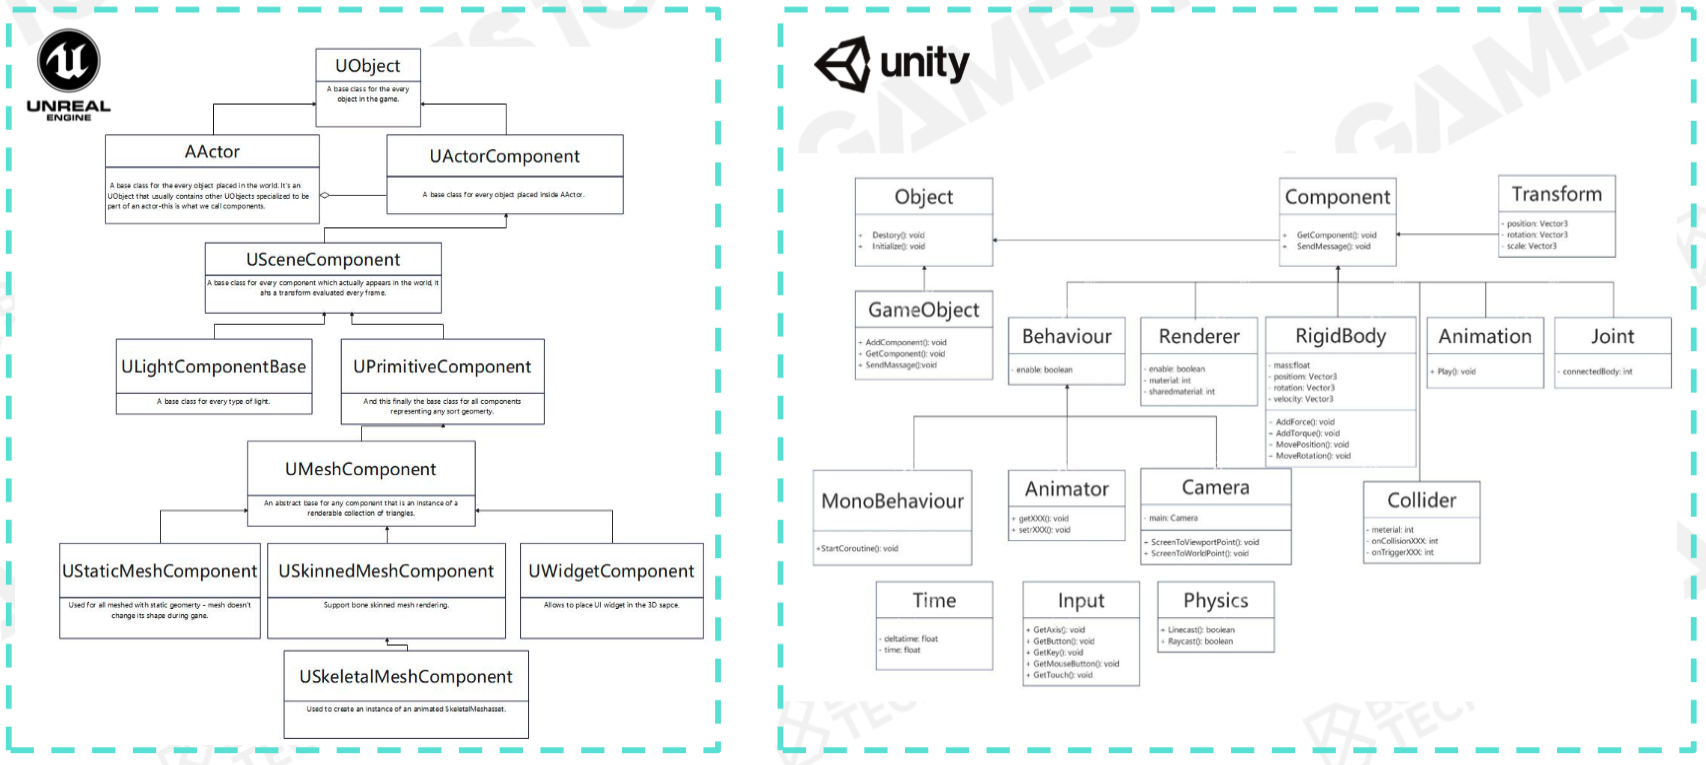 UNREAL
ENGINE
UObject
A base class for the every
object in the game.
AActor
A base class for the every object placed in the world. It's an
UObject that usually contains other UObjects specialized to be
part of an actor-this is what we call components.
UActorComponent
A base class for every object placed inside AActor.
USceneComponent
A base class for every component which actually appears in the world, it
ahs a transform evaluated every frame.
ULightComponentBase
A base class for every type of light.
UPrimitiveComponent
And this finally the base class for all components
representing any sort geometry.
UMeshComponent
An abstract base for any component that is an instance of a
renderable collection of triangles.
UStaticMeshComponent
Used for all meshed with static geomerty - mesh doesn't
change its shape during gane.
USkinnedMeshComponent
Support bone skinned mesh rendering.
UWidgetComponent
Allows to place UI widget in the 3D sapce.
USkeletalMeshComponent
Used to create an instance of an animated SkeletalMeshasset.
unity
GAMES
GAMES
Object
+ Destory(): void
+ Initialize(): void
Component
+ GetComponent(): void
+ SendMessage(): void
Transform
- position: Vector3
- rotation: Vector3
- scale: Vector3
GameObject
+ AddComponent(): void
+ GetComponent(): void
+ SendMassage():void
Behaviour
- enable: boolean
Renderer
- enable: boolean
- material: int
- sharedmaterial: int
RigidBody
- mass:float
- positiom: Vector3
- rotation: Vector3
- velocity: Vector3
- AddForce(): void
- AddTorque(): void
- MovePosition(): void
- MoveRotation(): void
Animation
+ Play(): void
Joint
- connectedBody: int
MonoBehaviour
+StartCoroutine(): void
Animator
+ getXXX(): void
+ setrXXX(): void
Camera
- main: Camera
+ ScreenToViewportPoint(): void
+ ScreenToWorldPoint(): void
Collider
- meterial: int
- onCollisionXXX: int
- onTriggerXXX: int
Time
- deltatime: float
- time: float
Input
+ GetAxis(): void
+ GetButton(): void
+ GetKey(): void
+ GetMouseButton(): void
+ GetTouch(): void
Physics
+ Linecast(): boolean
+ Raycast(): boolean